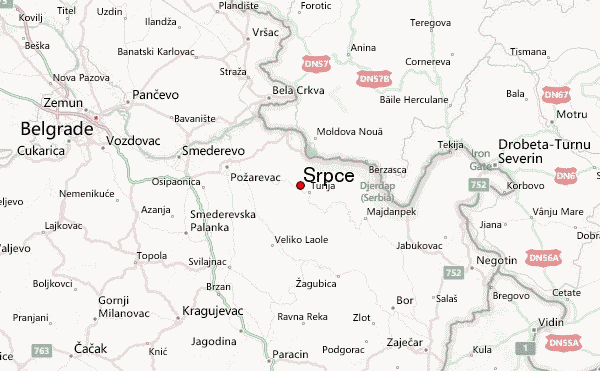 Plandište
Forotic
Kovilj
Titel
Uzdin
Ilandža
Vršac
Teregova
Beška
Banatski Karlovac
Anina
Tismana
DN57
Cornereva
Straža
DN57B
Nova Pazova
Bela Crkva
Băile Herculane
Bala
DN67
Zemun
Pančevo
Motru
Bavanište
Belgrade
Moldova Nouă
Vozdovac
Tekija
Drobeta-Turnu
Severin
Cukarica
Smederevo
Iron
Gate
Berzasca
Požarevac
Srpce
DN6
Osipaonica
Turija
Djerdap
(Serbia)
752
Korbovo
Nemenikuće
Azanja
Smederevska
Palanka
Majdanpek
Vânju Mare
Lajkovac
Jiana
Veliko Laole
Jabukovac
Topola
Svilajnac
Negotin
DN56A
752
Boljkovci
Brzan
Žagubica
Bregovo
Cetate
Gornji
Milanovac
Bor
Salaš
Pranjani
Kragujevac
Ravna Reka
Zlot
Vidin
763
Čačak
Knić
Jagodina
Podgorac
Zaječar
1
DN55A
Paracin
Kula